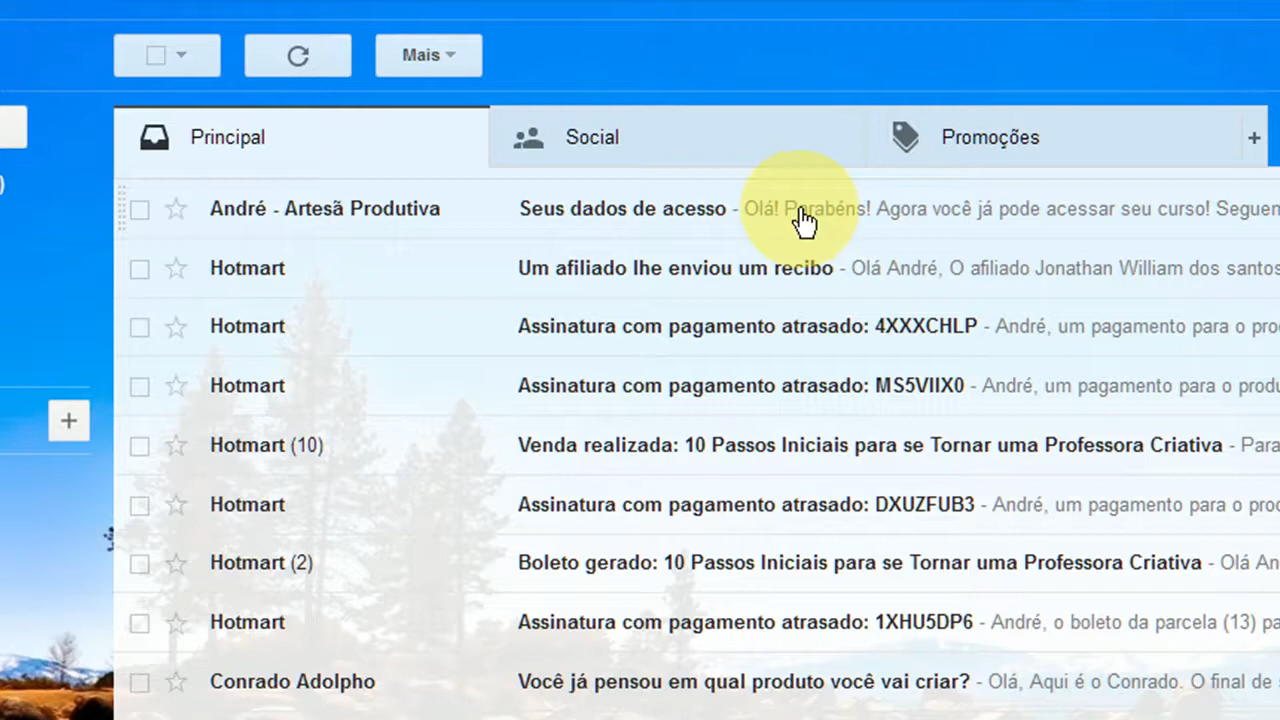 Mais
Principal Social Promoções +
)
André - Artesã Produtiva Seus dados de acesso - Olá! Parabéns! Agora você já pode acessar seu curso! Seguen
Hotmart Um afiliado lhe enviou um recibo - Olá André, O afiliado Jonathan William dos santos
Hotmart Assinatura com pagamento atrasado: 4XXXCHLP - André, um pagamento para o pro
Hotmart Assinatura com pagamento atrasado: MS5VIIX0 - André, um pagamento para o produ
+
Hotmart (10) Venda realizada: 10 Passos Iniciais para se Tornar uma Professora Criativa - Para
Hotmart Assinatura com pagamento atrasado: DXUZFUB3 - André, um pagamento para o proc
Hotmart (2) Boleto gerado: 10 Passos Iniciais para se Tornar uma Professora Criativa - Olá An
Hotmart Assinatura com pagamento atrasado: 1XHU5DP6 - André, o boleto da parcela (13) pa
Conrado Adolpho Você já pensou em qual produto você vai criar? - Olá, Aqui é o Conrado. O final de s